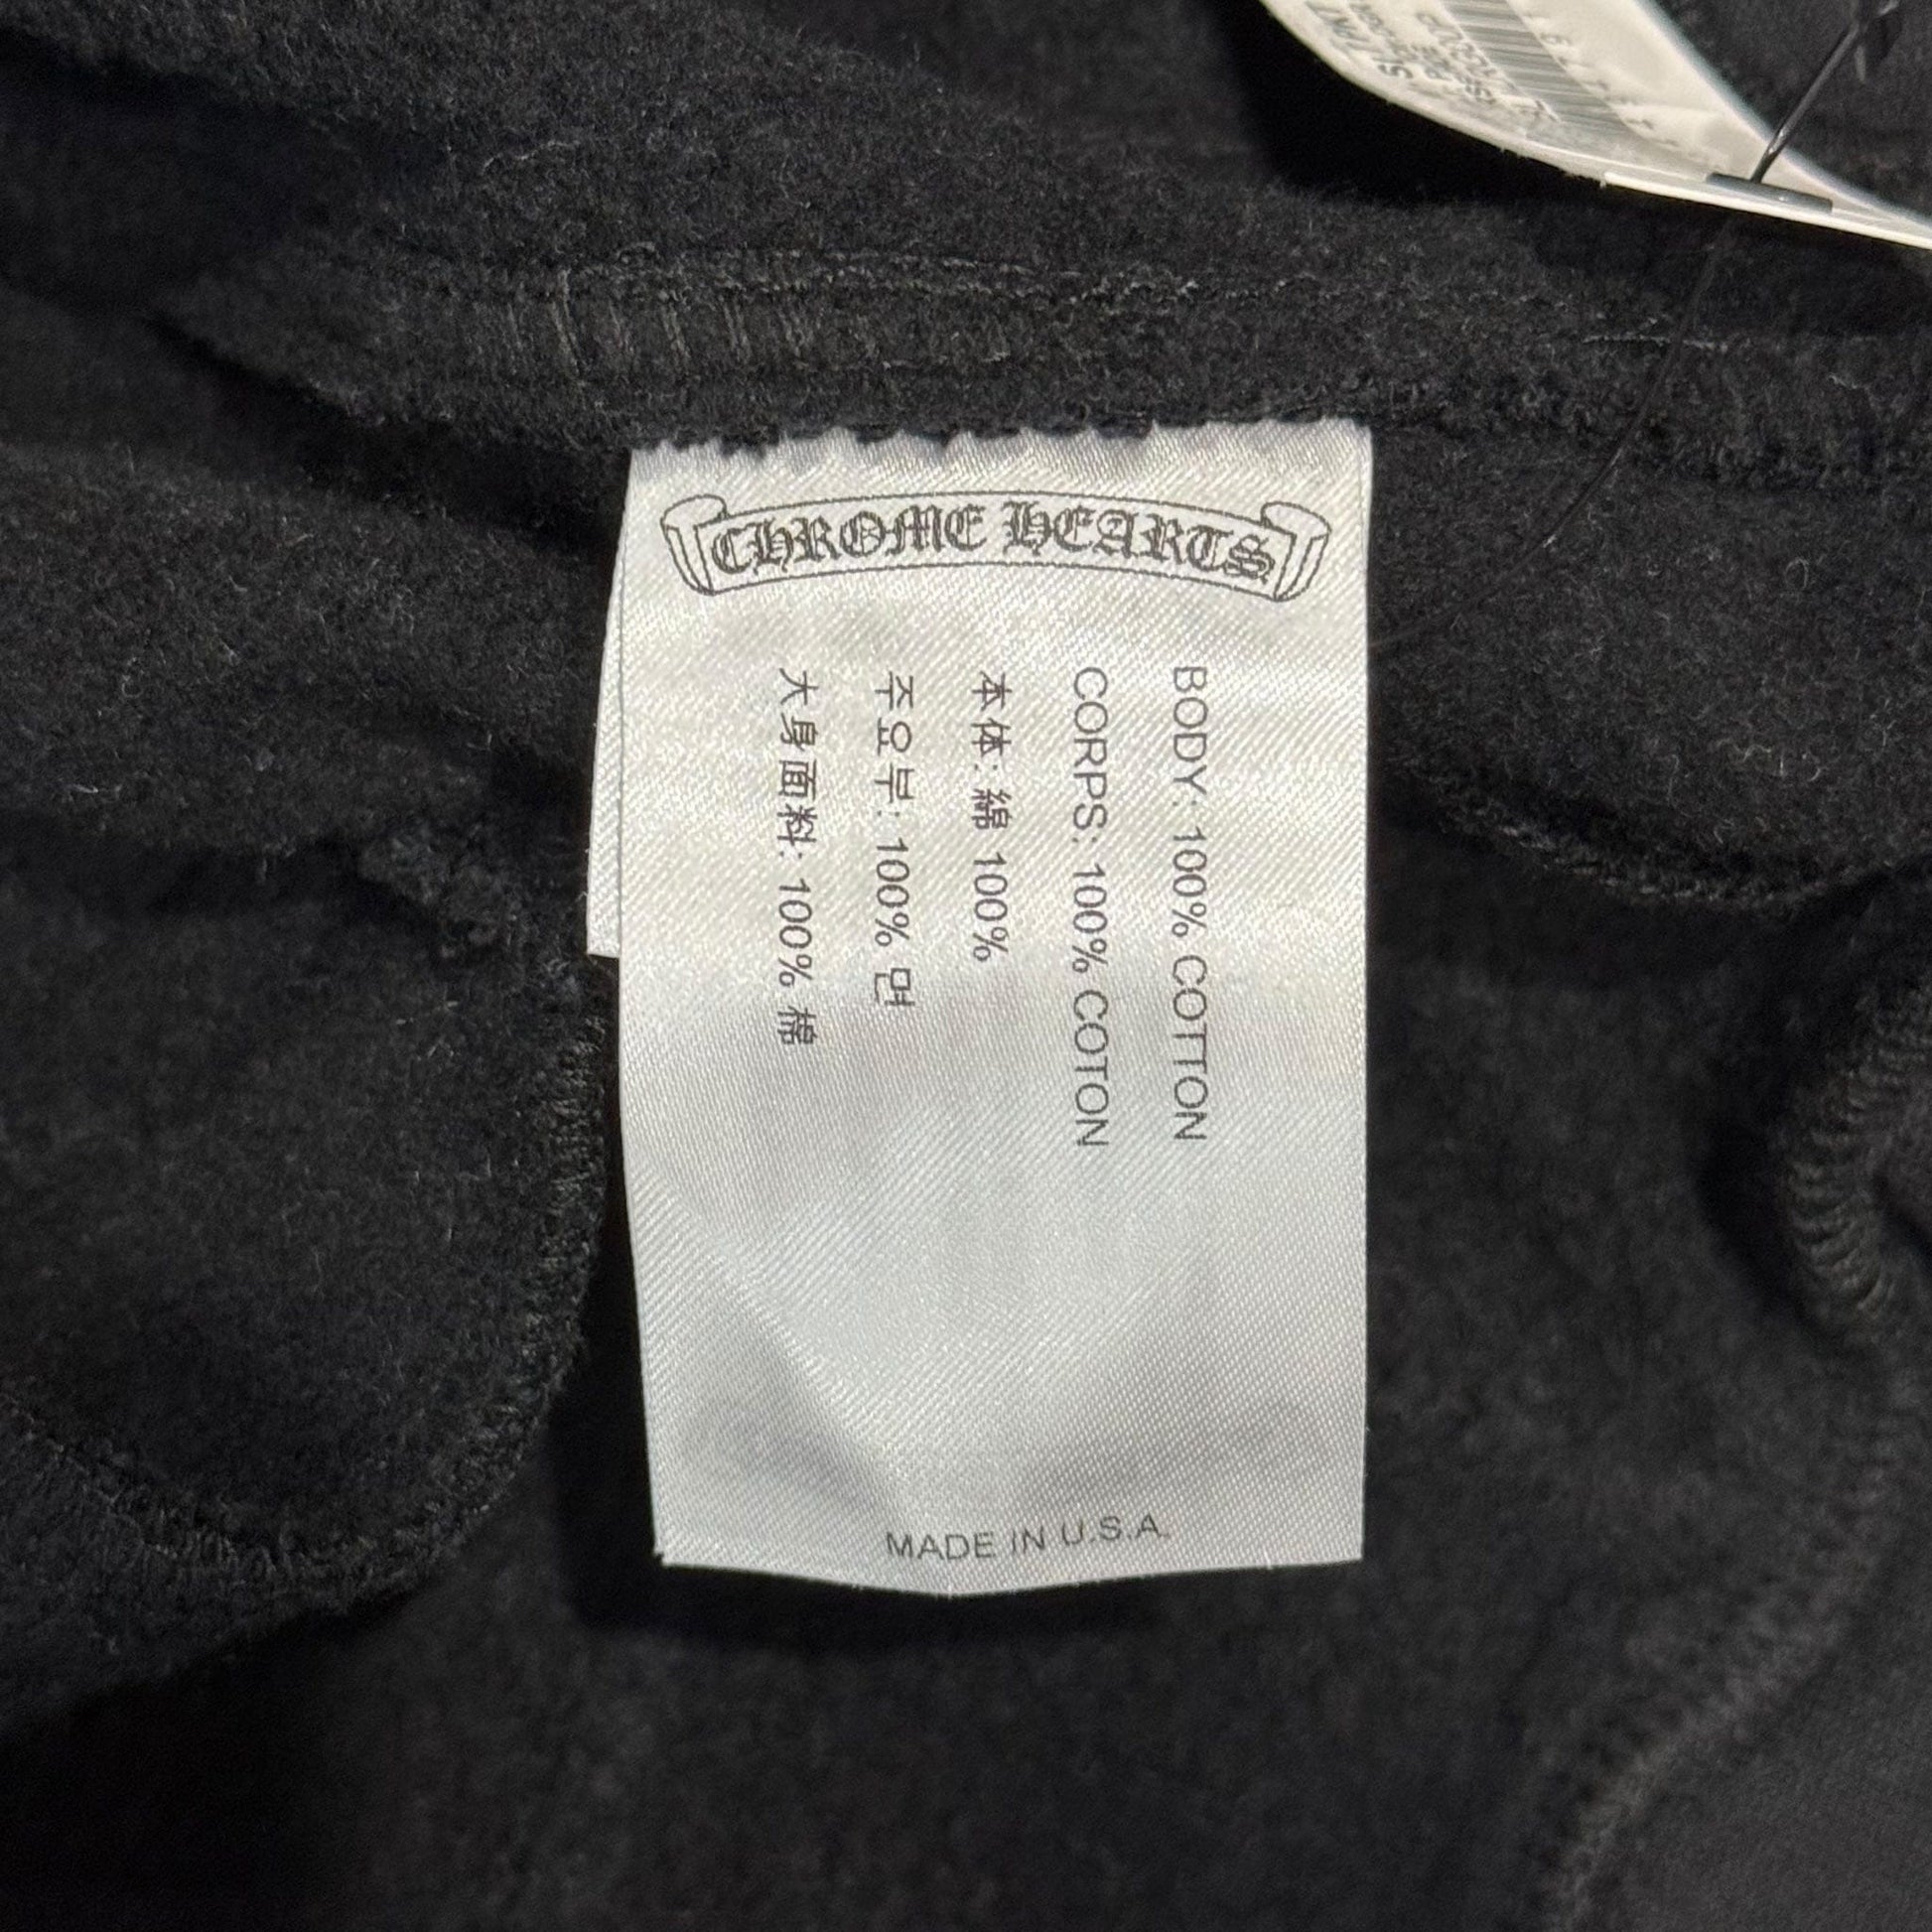 CHROME HEARTS
BODY: 100% COTTON
CORPS: 100% COTON
本体: 綿 100%
주요부: 100% 면
大身面料: 100% 棉
MADE IN U.S.A.